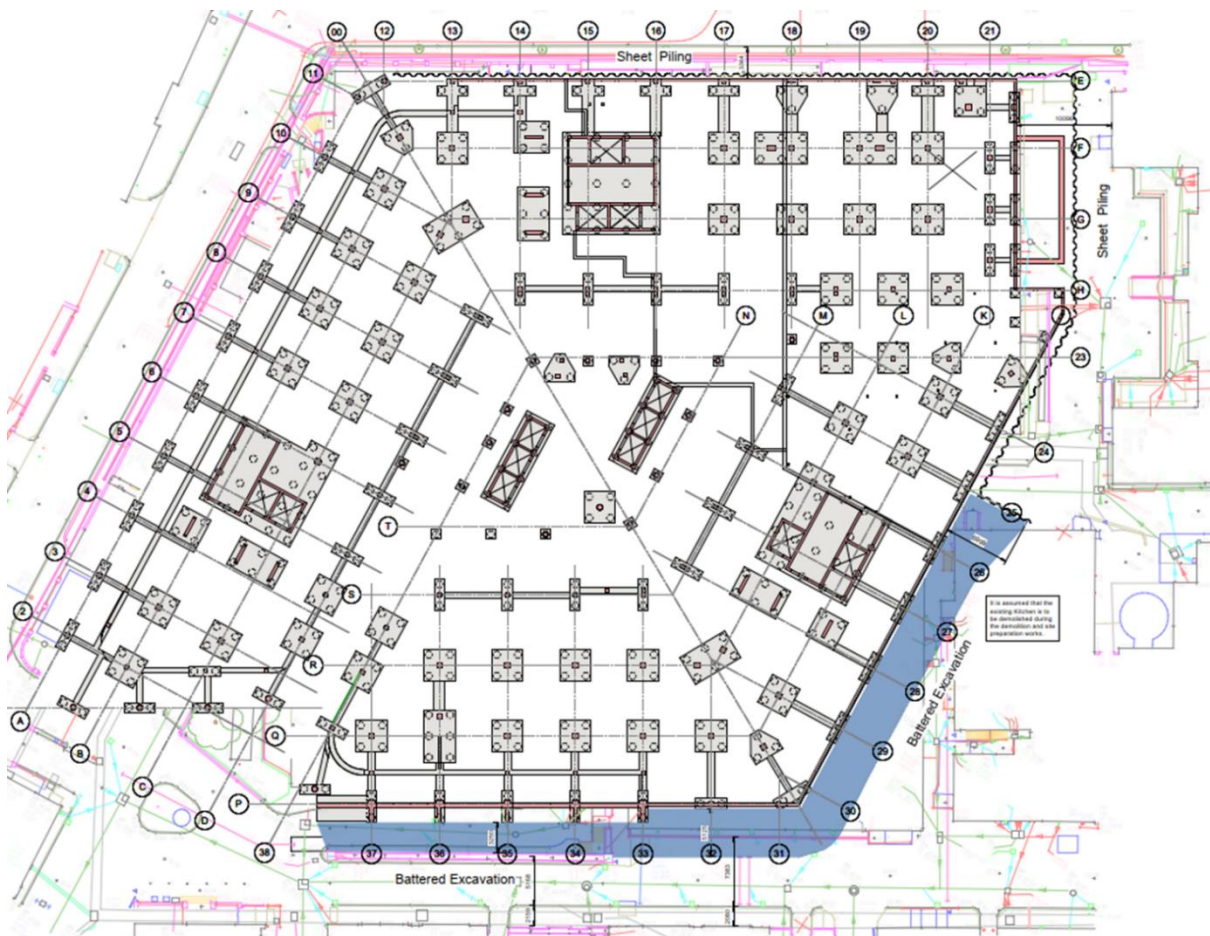 00
12
13
14
15
16
17
18
19
20
21
Sheet Piling
11
E
10
F
9
Sheet Piling
G
8
H
7
N
M
L
K
23
6
5
24
4
25
T
3
26
It is assumed that the
existing Kitchen is to
be demolished during
the demolition and site
preparation works.
S
2
27
R
28
Battered Excavation
A
Q
29
B
C
P
D
30
38
37
36
35
34
33
32
31
Battered Excavation